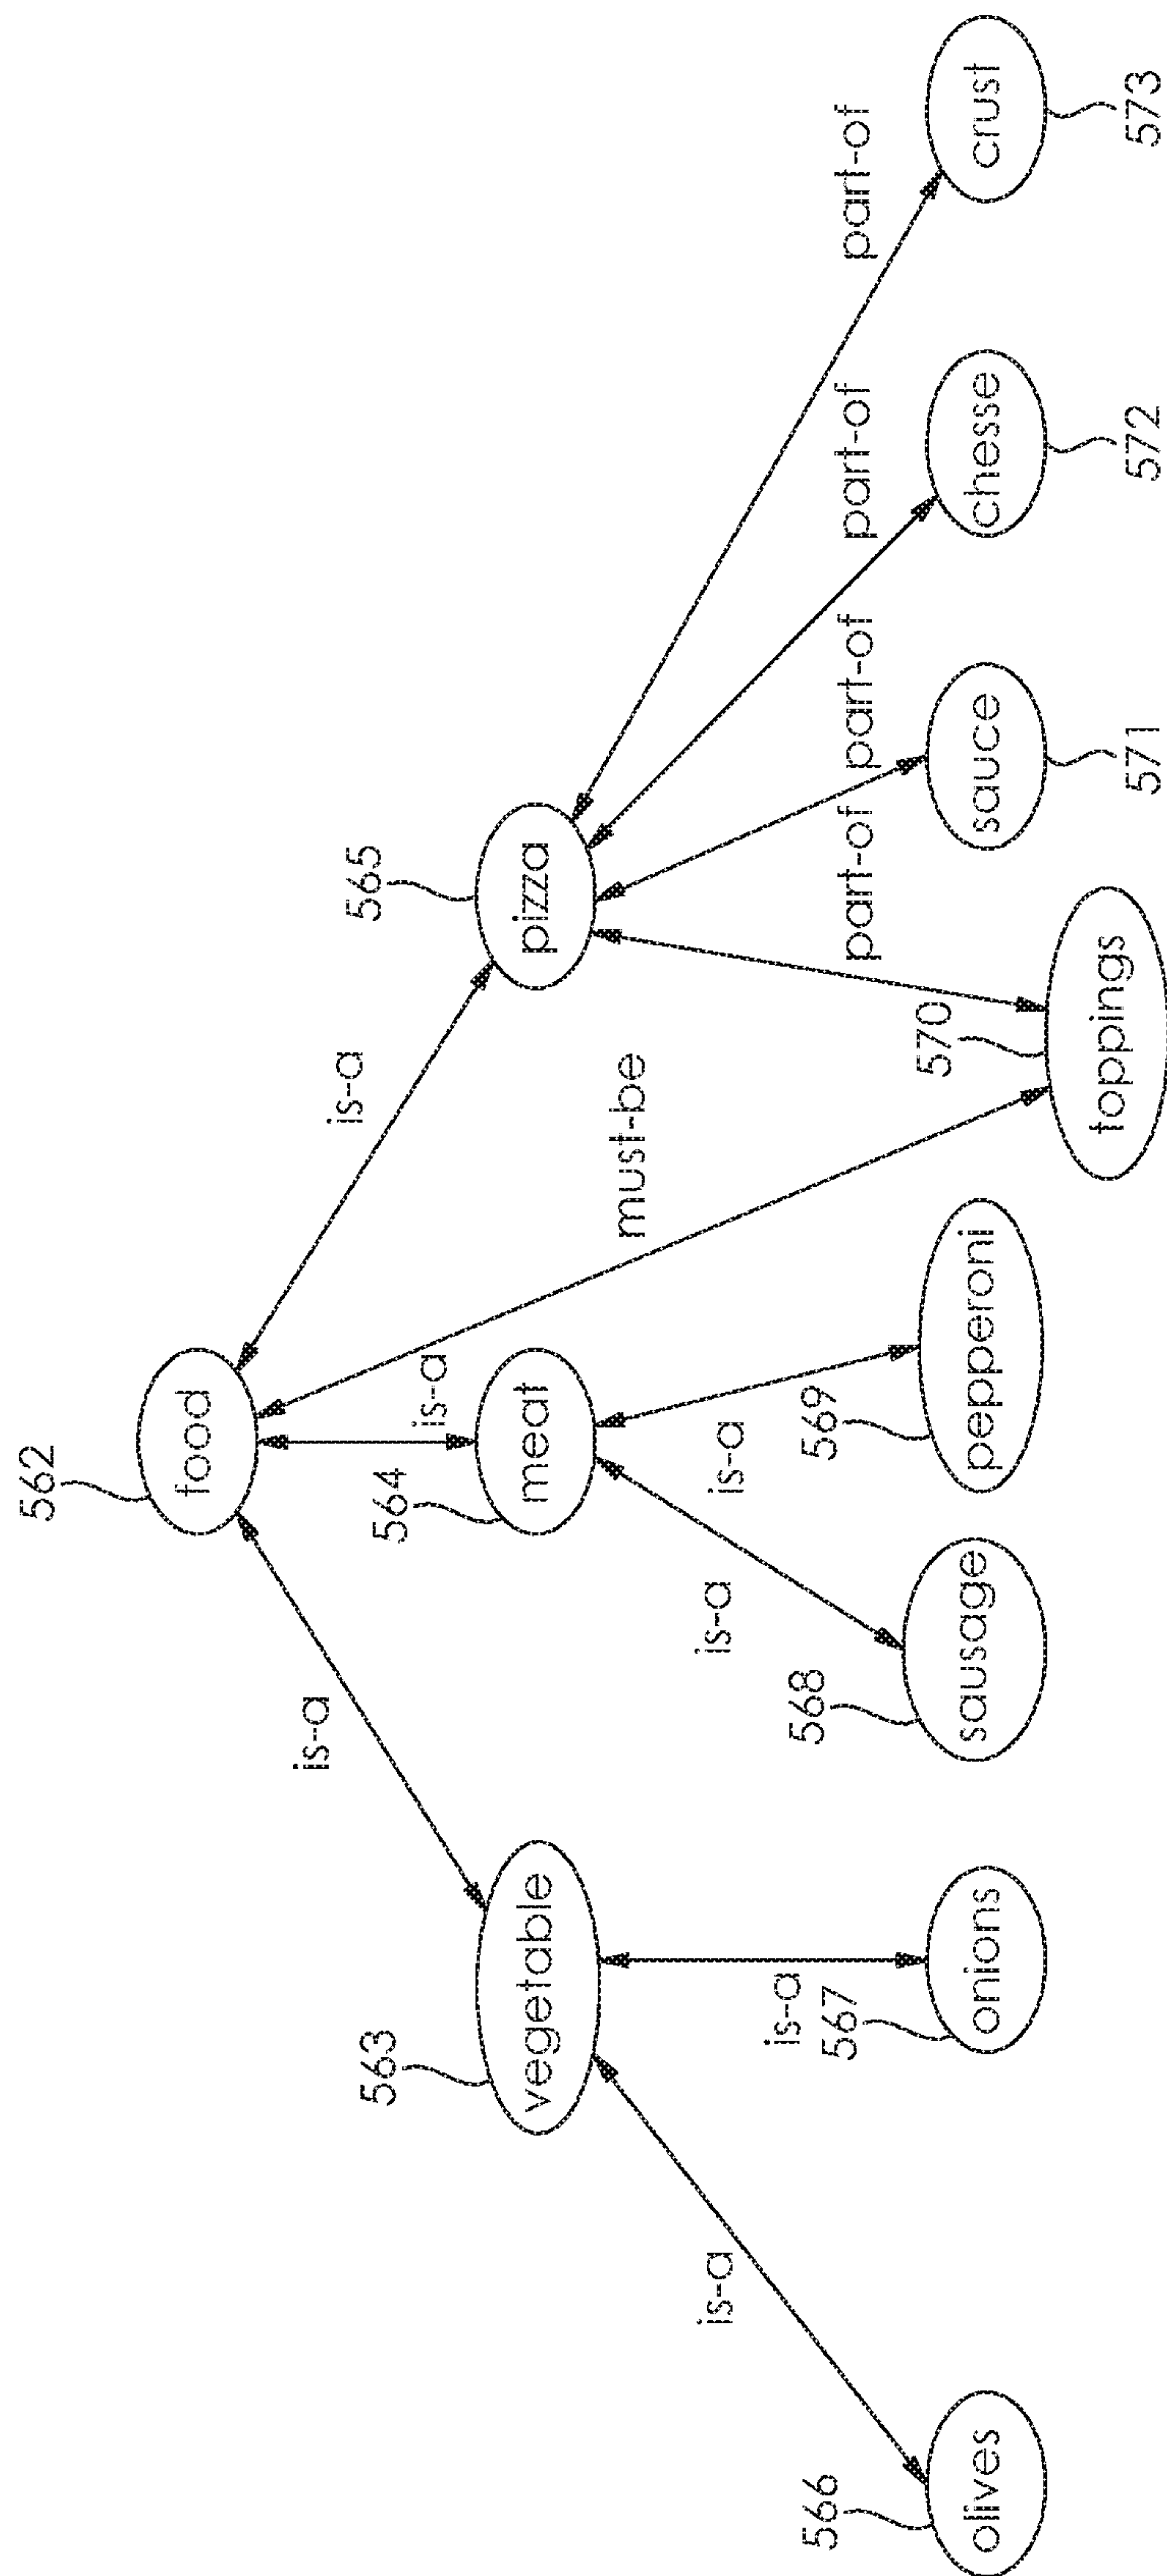 562
food
is-a
is-a
is-a
must-be
563
vegetable
564
meat
565
pizza
is-a
is-a
is-a
is-a
part-of
part-of
part-of
part-of
566
olives
567
onions
568
sausage
569
pepperoni
570
toppings
sauce
571
chesse
572
crust
573